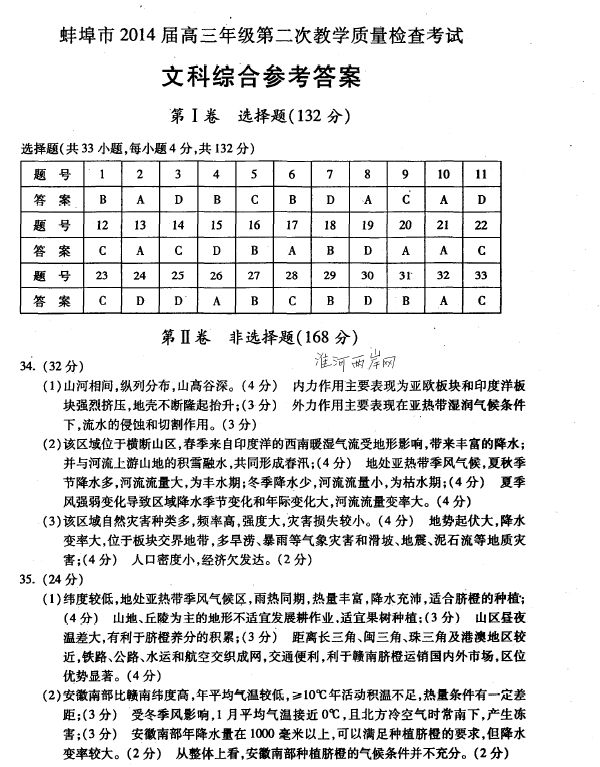 蚌埠市 2014 届高三年级第二次教学质量检查考试
文科综合参考答案
第Ⅰ卷 选择题(132 分)
选择题(共 33 小题,每小题 4 分,共 132 分)
题 号 1 2 3 4 5 6 7 8 9 10 11
答 案 B A D B C B D A C A D
题 号 12 13 14 15 16 17 18 19 20 21 22
答 案 C A C D B A B D A A C
题 号 23 24 25 26 27 28 29 30 31 32 33
答 案 C D D A B C B D B A C
第Ⅱ卷 非选择题(168 分)
淮河两岸网
34. (32 分)
(1)山河相间,纵列分布,山高谷深。(4 分) 内力作用主要表现为亚欧板块和印度洋板
块强烈挤压,地壳不断隆起抬升;(3 分) 外力作用主要表现在亚热带湿润气候条件
下,流水的侵蚀和切割作用。(3 分)
(2)该区域位于横断山区,春季来自印度洋的西南暖湿气流受地形影响,带来丰富的降水;
并与河流上游山地的积雪融水,共同形成春汛;(4 分) 地处亚热带季风气候,夏秋季
节降水多,河流流量大,为丰水期;冬季降水少,河流流量小,为枯水期;(4 分) 夏季
风强弱变化导致区域降水季节变化和年际变化大,河流流量变率大。(4 分)
(3)该区域自然灾害种类多,频率高,强度大,灾害损失较小。(4 分) 地势起伏大,降水
变率大,位于板块交界地带,多旱涝、暴雨等气象灾害和滑坡、地震、泥石流等地质灾
害;(4 分) 人口密度小,经济欠发达。(2 分)
35. (24 分)
(1)纬度较低,地处亚热带季风气候区,雨热同期,热量丰富,降水充沛,适合脐橙的种植;
(4 分) 山地、丘陵为主的地形不适宜发展耕作业,适宜果树种植;(3 分) 山区昼夜
温差大,有利于脐橙养分的积累;(3 分) 距离长三角、闽三角、珠三角及港澳地区较
近,铁路、公路、水运和航空交织成网,交通便利,利于赣南脐橙运销国内外市场,区位
优势显著。(4 分)
(2)安徽南部比赣南纬度高,年平均气温较低,≥10℃年活动积温不足,热量条件有一定差
距;(3 分) 受冬季风影响,1 月平均气温接近 0℃,且北方冷空气时常南下,产生冻
害;(3 分) 安徽南部年降水量在 1000 毫米以上,可以满足种植脐橙的要求,但降水
变率较大。(2 分) 从整体上看,安徽南部种植脐橙的气候条件并不充分。(2 分)